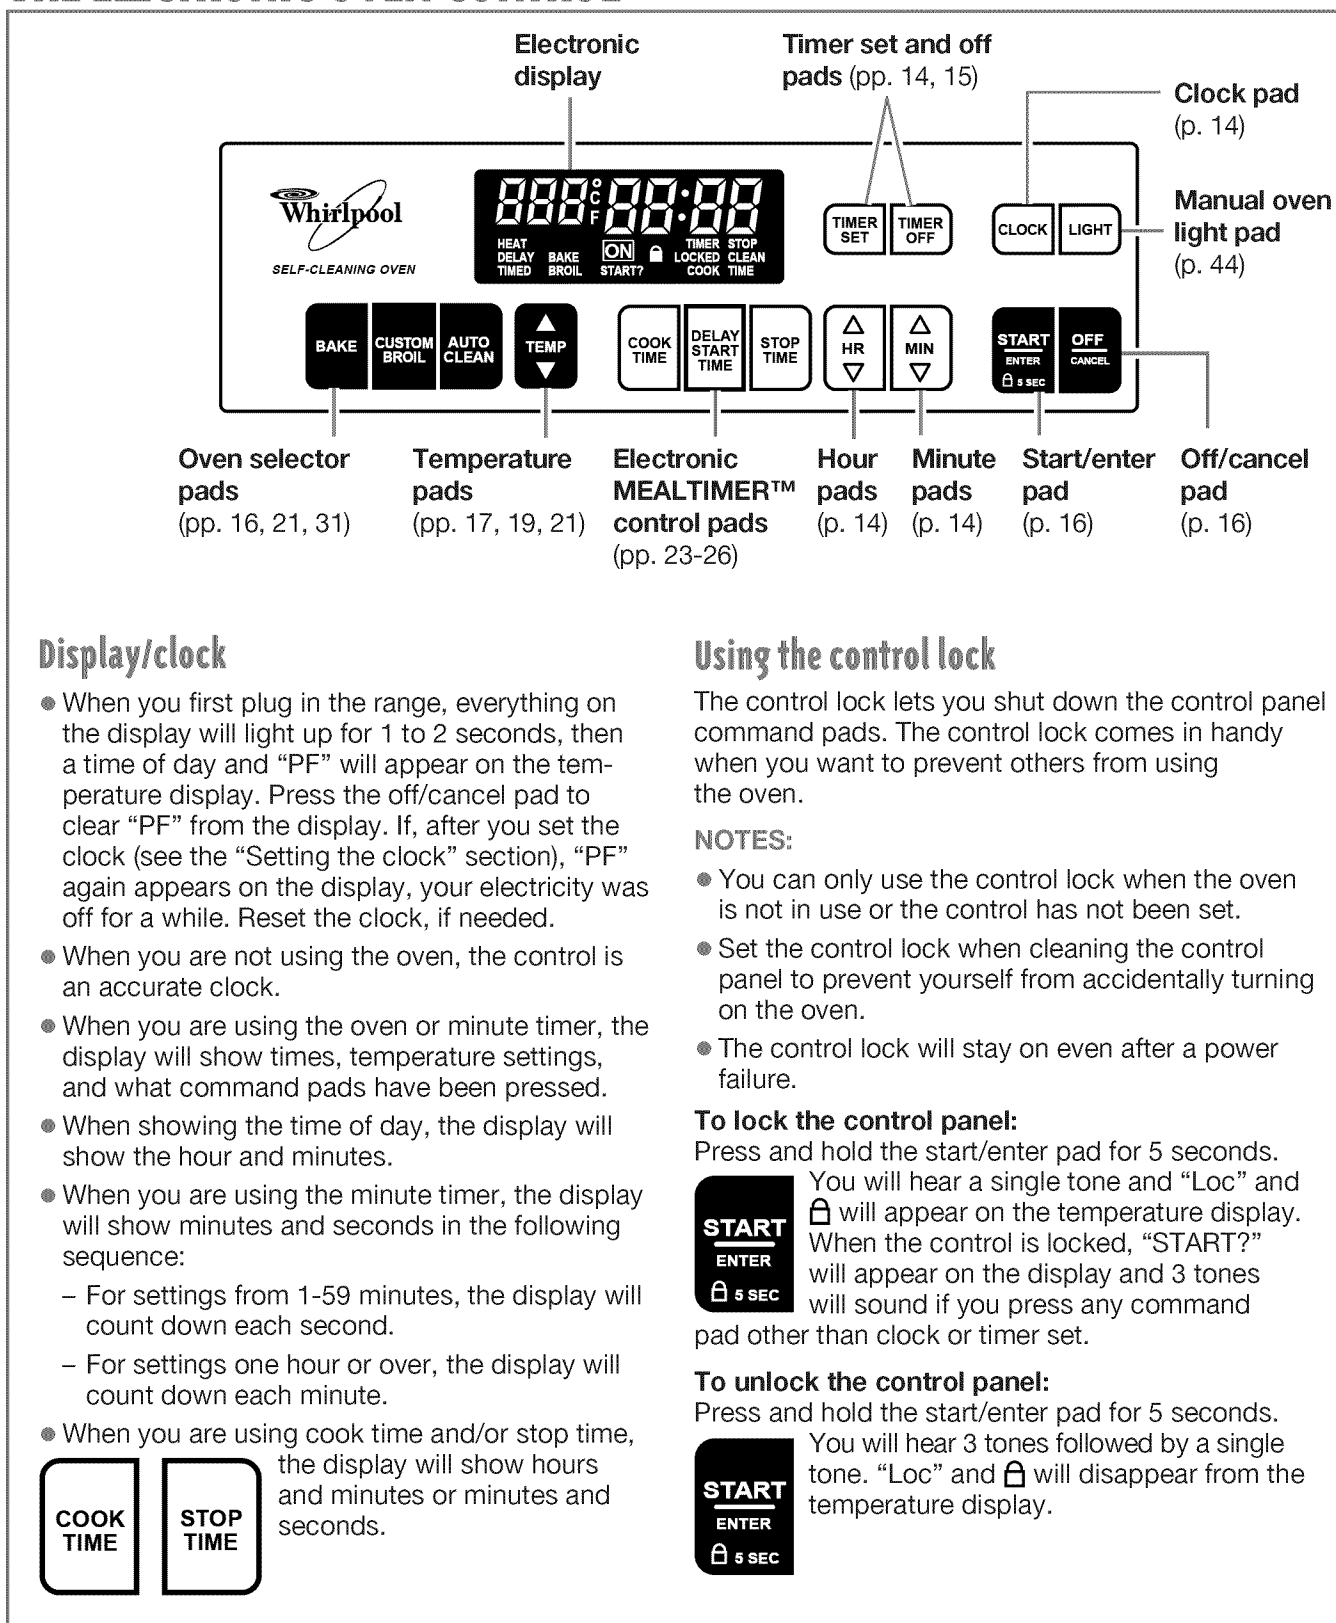 Electronic
display
Timer set and off
pads (pp. 14, 15)
Clock pad
(p. 14)
Manual oven
light pad
(p. 44)
Whirlpool
SELF-CLEANING OVEN
888°CF 88:88
HEAT
DELAY BAKE
TIMED BROIL
ON
START?
TIMER STOP
LOCKED CLEAN
COOK TIME
TIMER
SET
TIMER
OFF
CLOCK
LIGHT
BAKE
CUSTOM
BROIL
AUTO
CLEAN
TEMP
COOK
TIME
DELAY
START
TIME
STOP
TIME
HR
MIN
START
ENTER
5 SEC
OFF
CANCEL
Oven selector
pads
(pp. 16, 21, 31)
Temperature
pads
(pp. 17, 19, 21)
Electronic
MEALTIMER™
control pads
(pp. 23-26)
Hour
pads
(p. 14)
Minute
pads
(p. 14)
Start/enter
pad
(p. 16)
Off/cancel
pad
(p. 16)
Display/clock
● When you first plug in the range, everything on
the display will light up for 1 to 2 seconds, then
a time of day and “PF” will appear on the tem-
perature display. Press the off/cancel pad to
clear “PF” from the display. If, after you set the
clock (see the “Setting the clock” section), “PF”
again appears on the display, your electricity was
off for a while. Reset the clock, if needed.
● When you are not using the oven, the control is
an accurate clock.
● When you are using the oven or minute timer, the
display will show times, temperature settings,
and what command pads have been pressed.
● When showing the time of day, the display will
show the hour and minutes.
● When you are using the minute timer, the display
will show minutes and seconds in the following
sequence:
– For settings from 1-59 minutes, the display will
count down each second.
– For settings one hour or over, the display will
count down each minute.
● When you are using cook time and/or stop time,
the display will show hours
and minutes or minutes and
seconds.
COOK
TIME
STOP
TIME
Using the control lock
The control lock lets you shut down the control panel
command pads. The control lock comes in handy
when you want to prevent others from using
the oven.
NOTES:
● You can only use the control lock when the oven
is not in use or the control has not been set.
● Set the control lock when cleaning the control
panel to prevent yourself from accidentally turning
on the oven.
● The control lock will stay on even after a power
failure.
To lock the control panel:
Press and hold the start/enter pad for 5 seconds.
You will hear a single tone and “Loc” and
will appear on the temperature display.
When the control is locked, “START?”
will appear on the display and 3 tones
will sound if you press any command
pad other than clock or timer set.
START
ENTER
5 SEC
To unlock the control panel:
Press and hold the start/enter pad for 5 seconds.
You will hear 3 tones followed by a single
tone. “Loc” and will disappear from the
temperature display.
START
ENTER
5 SEC